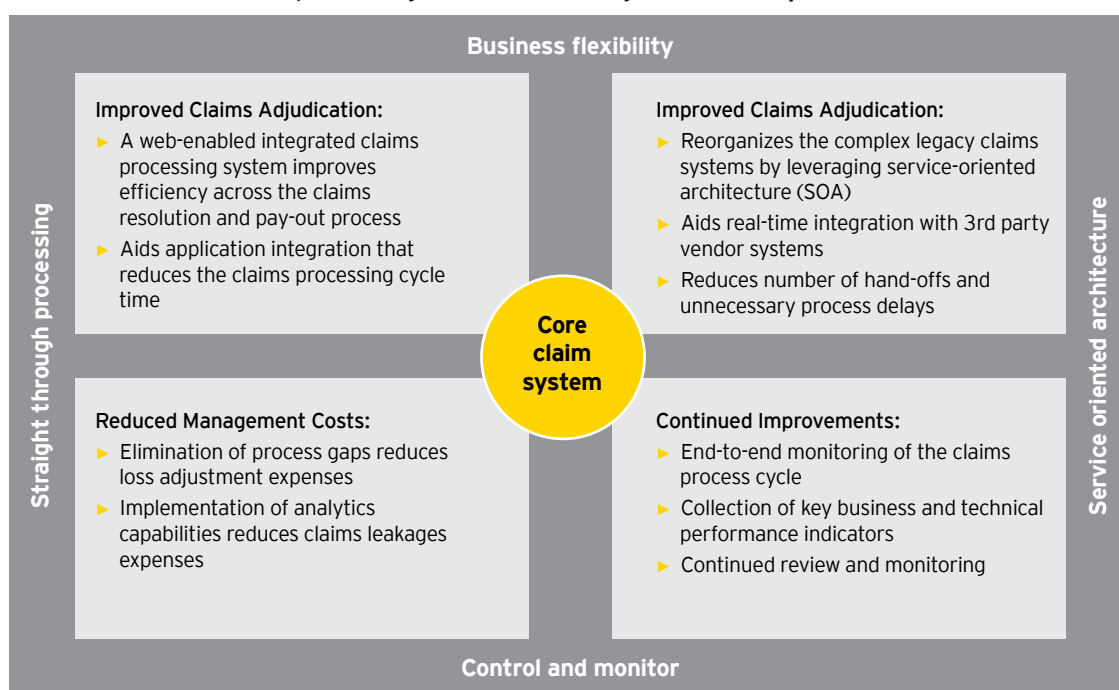 Business flexibility
Straight through processing
Improved Claims Adjudication:
► A web-enabled integrated claims
processing system improves
efficiency across the claims
resolution and pay-out process
► Aids application integration that
reduces the claims processing cycle
time
Improved Claims Adjudication:
► Reorganizes the complex legacy claims
systems by leveraging service-oriented
architecture (SOA)
► Aids real-time integration with 3rd party
vendor systems
► Reduces number of hand-offs and
unnecessary process delays
Core
claim
system
Reduced Management Costs:
► Elimination of process gaps reduces
loss adjustment expenses
► Implementation of analytics
capabilities reduces claims leakages
expenses
Continued Improvements:
► End-to-end monitoring of the claims
process cycle
► Collection of key business and technical
performance indicators
► Continued review and monitoring
Service oriented architecture
Control and monitor